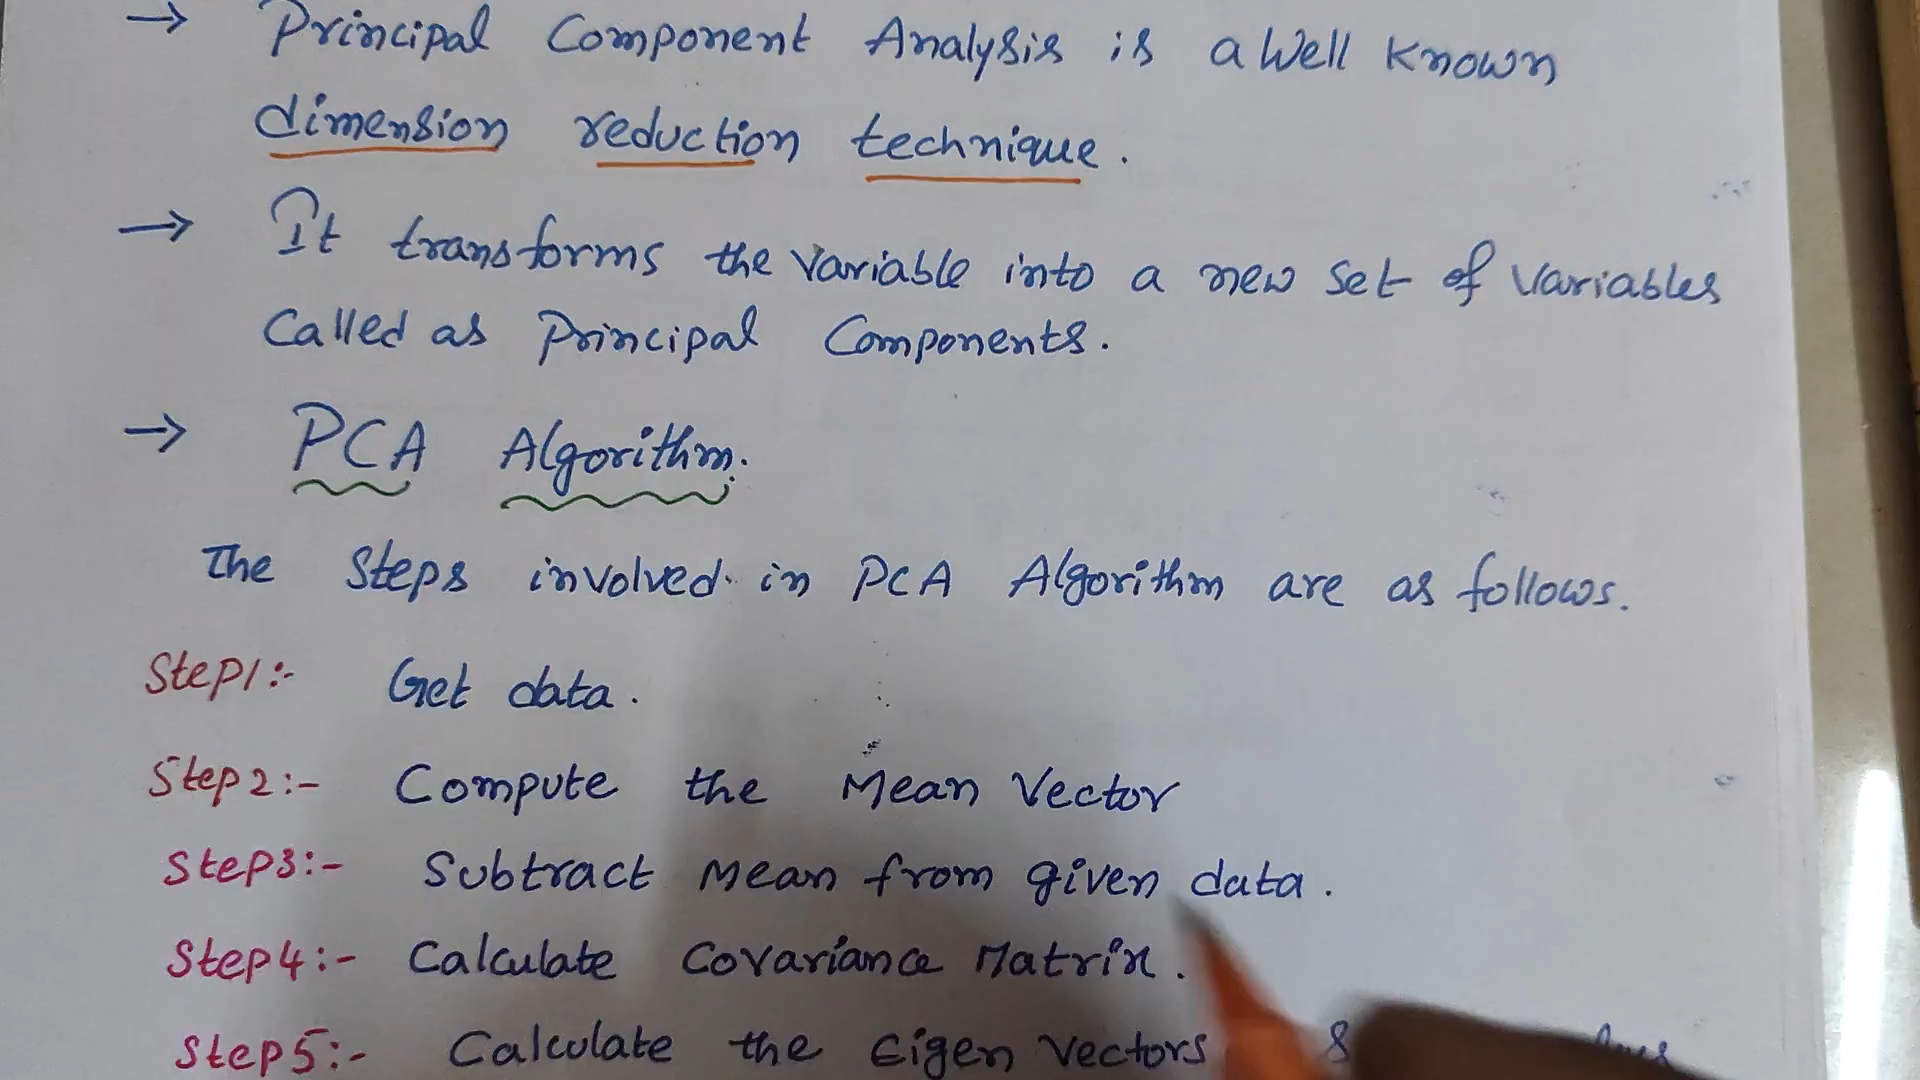 → Principal Component Analysis is a Well known
dimension reduction technique.
→ It transforms the variable into a new set of variables
Called as Principal Components.
→ PCA Algorithm.
The Steps involved in PCA Algorithm are as follows.
Step1:- Get data.
Step2:- Compute the Mean Vector
Step3:- Subtract Mean from given data.
Step4:- Calculate Covariance Matrix.
Step5:- Calculate the Eigen Vectors